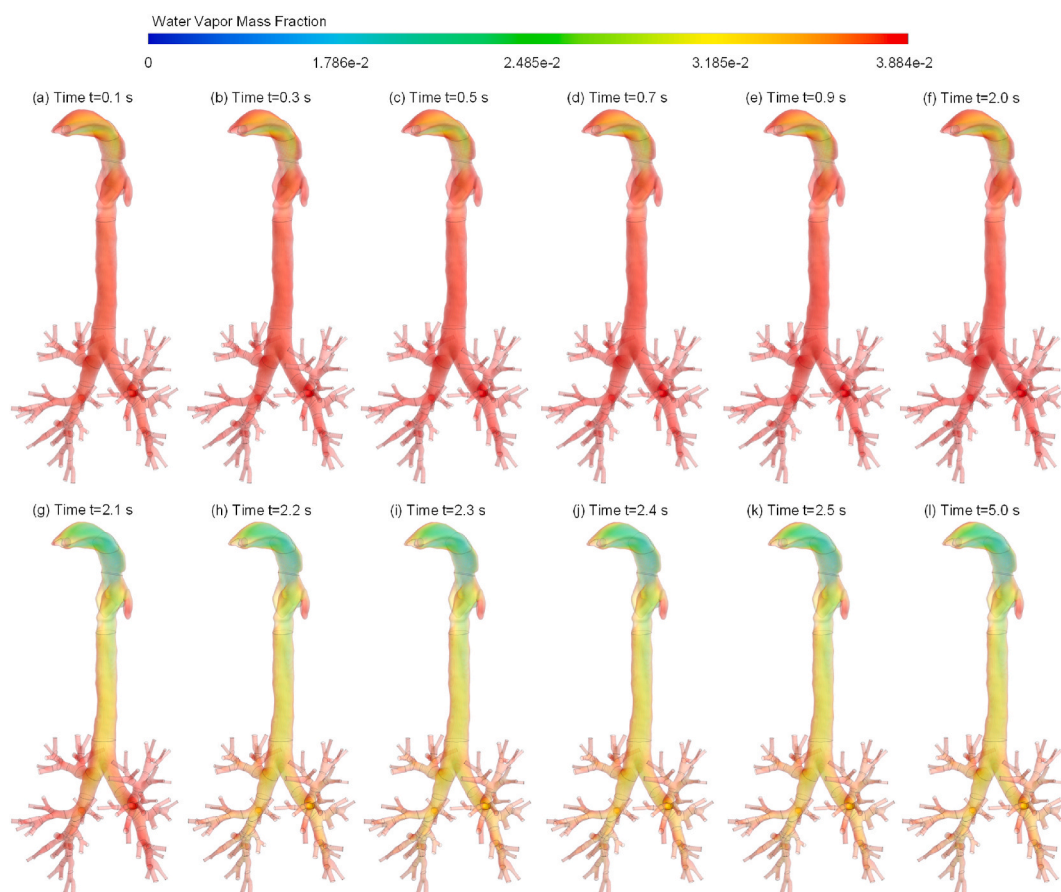 Water Vapor Mass Fraction
0 1.786e-2 2.485e-2 3.185e-2 3.884e-2
(a) Time t=0.1 s (b) Time t=0.3 s (c) Time t=0.5 s (d) Time t=0.7 s (e) Time t=0.9 s (f) Time t=2.0 s
(g) Time t=2.1 s (h) Time t=2.2 s (i) Time t=2.3 s (j) Time t=2.4 s (k) Time t=2.5 s (l) Time t=5.0 s